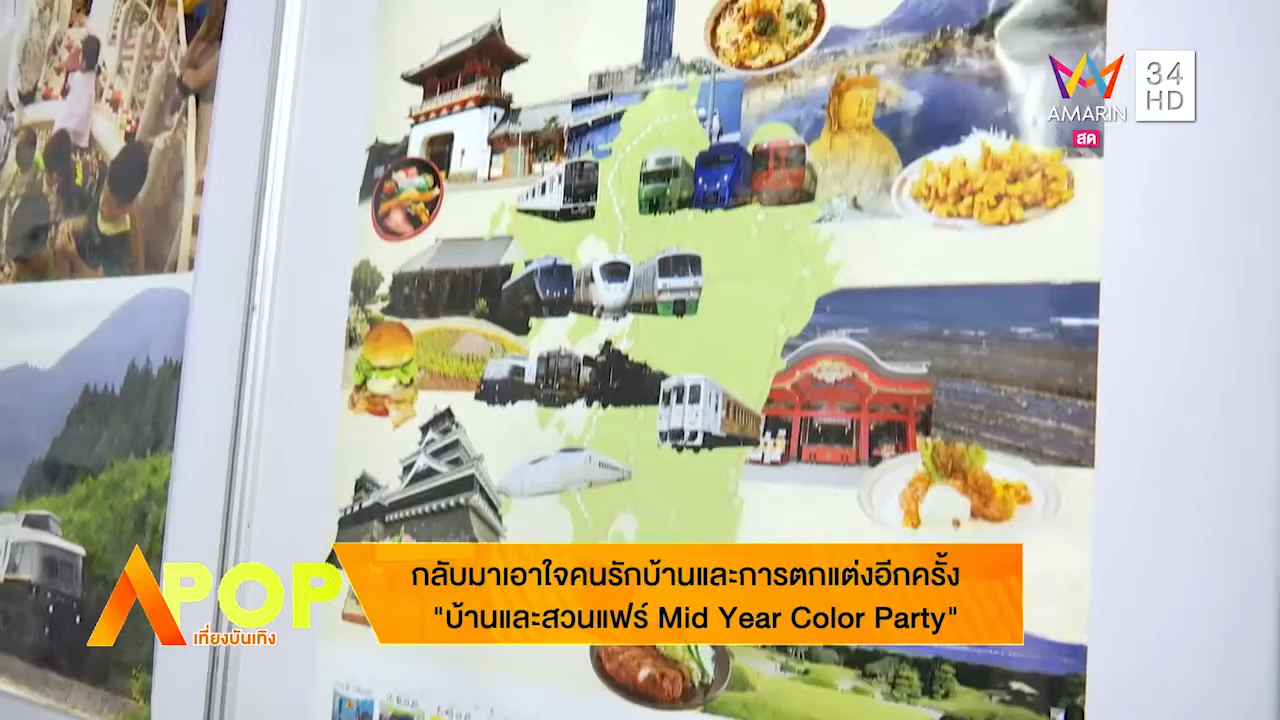 34
HD
AMARIN
สด
กลับมาเอาใจคนรักบ้านและการตกแต่งอีกครั้ง
"บ้านและสวนแฟร์ Mid Year Color Party"
APOP
เที่ยงบันเทิง